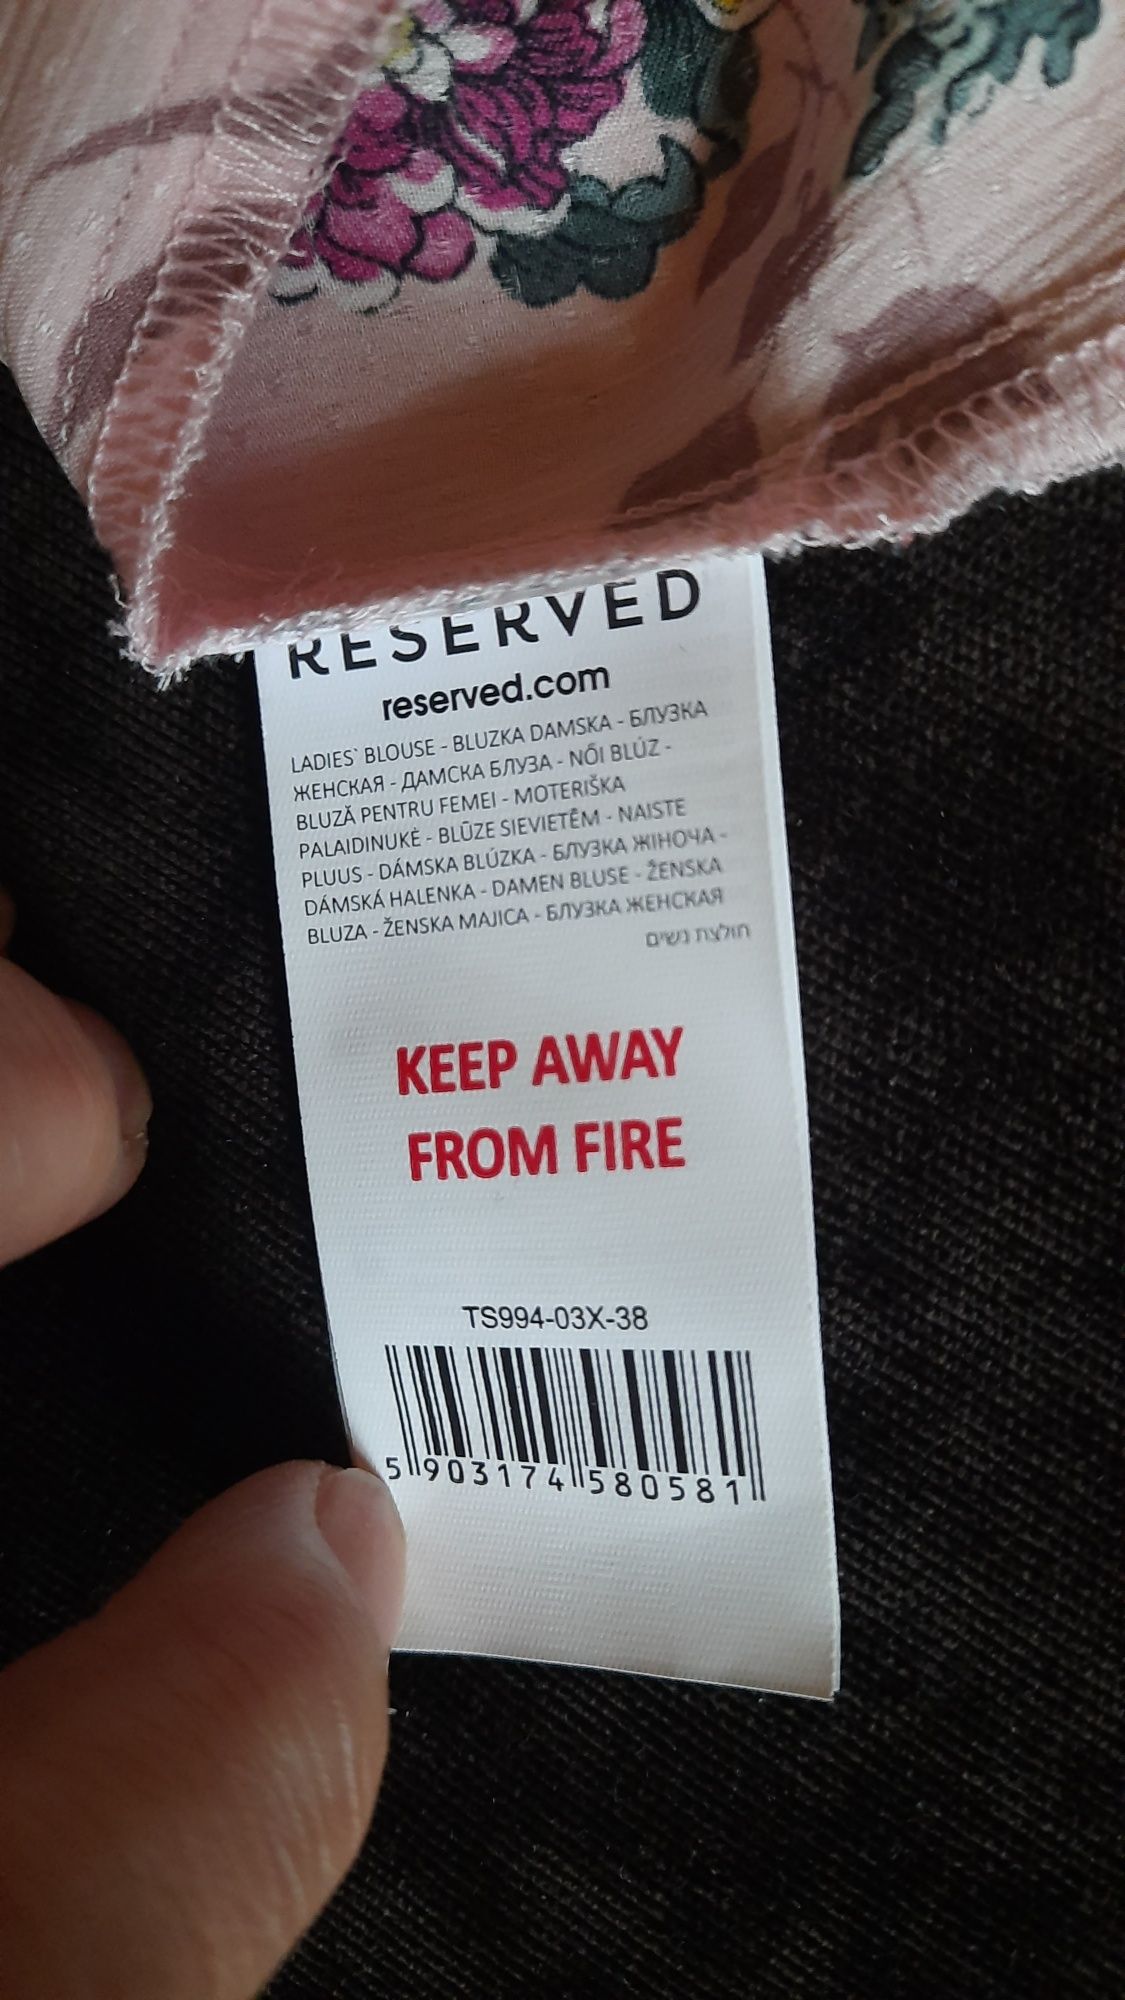 RESERVED
reserved.com
LADIES` BLOUSE - BLUZKA DAMSKA - БЛУЗКА
ЖЕНСКАЯ - ДАМСКА БЛУЗА - NŐI BLÚZ -
BLUZĂ PENTRU FEMEI - MOTERIŠKA
PALAIDINUKĖ - BLŪZE SIEVIETĒM - NAISTE
PLUUS - DÁMSKA BLÚZKA - БЛУЗКА ЖІНОЧА -
DÁMSKÁ HALENKA - DAMEN BLUSE - ŽENSKA
BLUZA - ŽENSKA MAJICA - БЛУЗКА ЖЕНСКАЯ
חולצת נשים
KEEP AWAY
FROM FIRE
TS994-03X-38
5 903174 580581